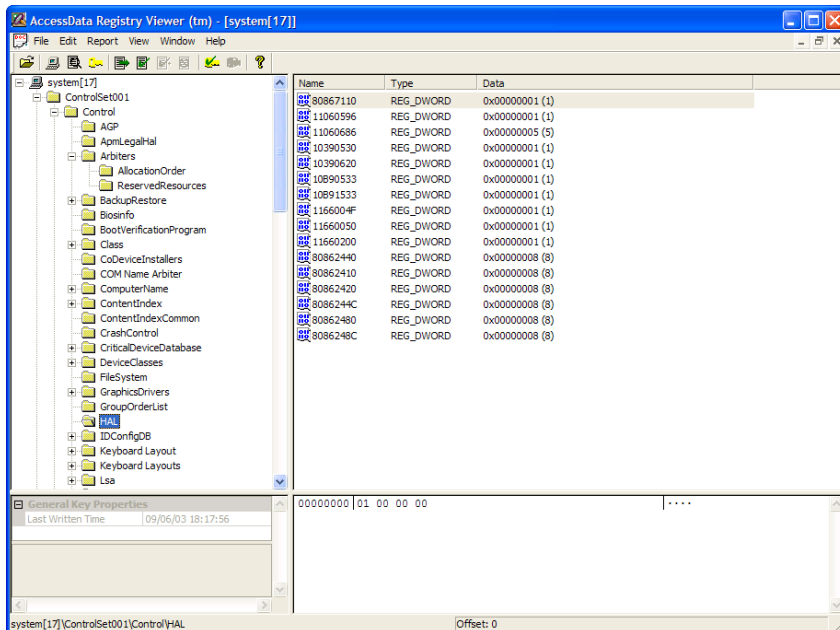 AccessData Registry Viewer (tm) - [system[17]]
File Edit Report View Window Help
system[17]
ControlSet001
Control
AGP
ApmLegalHal
Arbiters
AllocationOrder
ReservedResources
BackupRestore
Biosinfo
BootVerificationProgram
Class
CoDeviceInstallers
COM Name Arbiter
ComputerName
ContentIndex
ContentIndexCommon
CrashControl
CriticalDeviceDatabase
DeviceClasses
FileSystem
GraphicsDrivers
GroupOrderList
HAL
IDConfigDB
Keyboard Layout
Keyboard Layouts
Lsa
Name Type Data
80867110 REG_DWORD 0x00000001 (1)
11060596 REG_DWORD 0x00000001 (1)
11060686 REG_DWORD 0x00000005 (5)
10390530 REG_DWORD 0x00000001 (1)
10390620 REG_DWORD 0x00000001 (1)
10B90533 REG_DWORD 0x00000001 (1)
10B91533 REG_DWORD 0x00000001 (1)
1166004F REG_DWORD 0x00000001 (1)
11660050 REG_DWORD 0x00000001 (1)
11660200 REG_DWORD 0x00000001 (1)
80862440 REG_DWORD 0x00000008 (8)
80862410 REG_DWORD 0x00000008 (8)
80862420 REG_DWORD 0x00000008 (8)
8086244C REG_DWORD 0x00000008 (8)
80862480 REG_DWORD 0x00000008 (8)
8086248C REG_DWORD 0x00000008 (8)
General Key Properties
Last Written Time 09/06/03 18:17:56
00000000 01 00 00 00 ....
system[17]\ControlSet001\Control\HAL Offset: 0